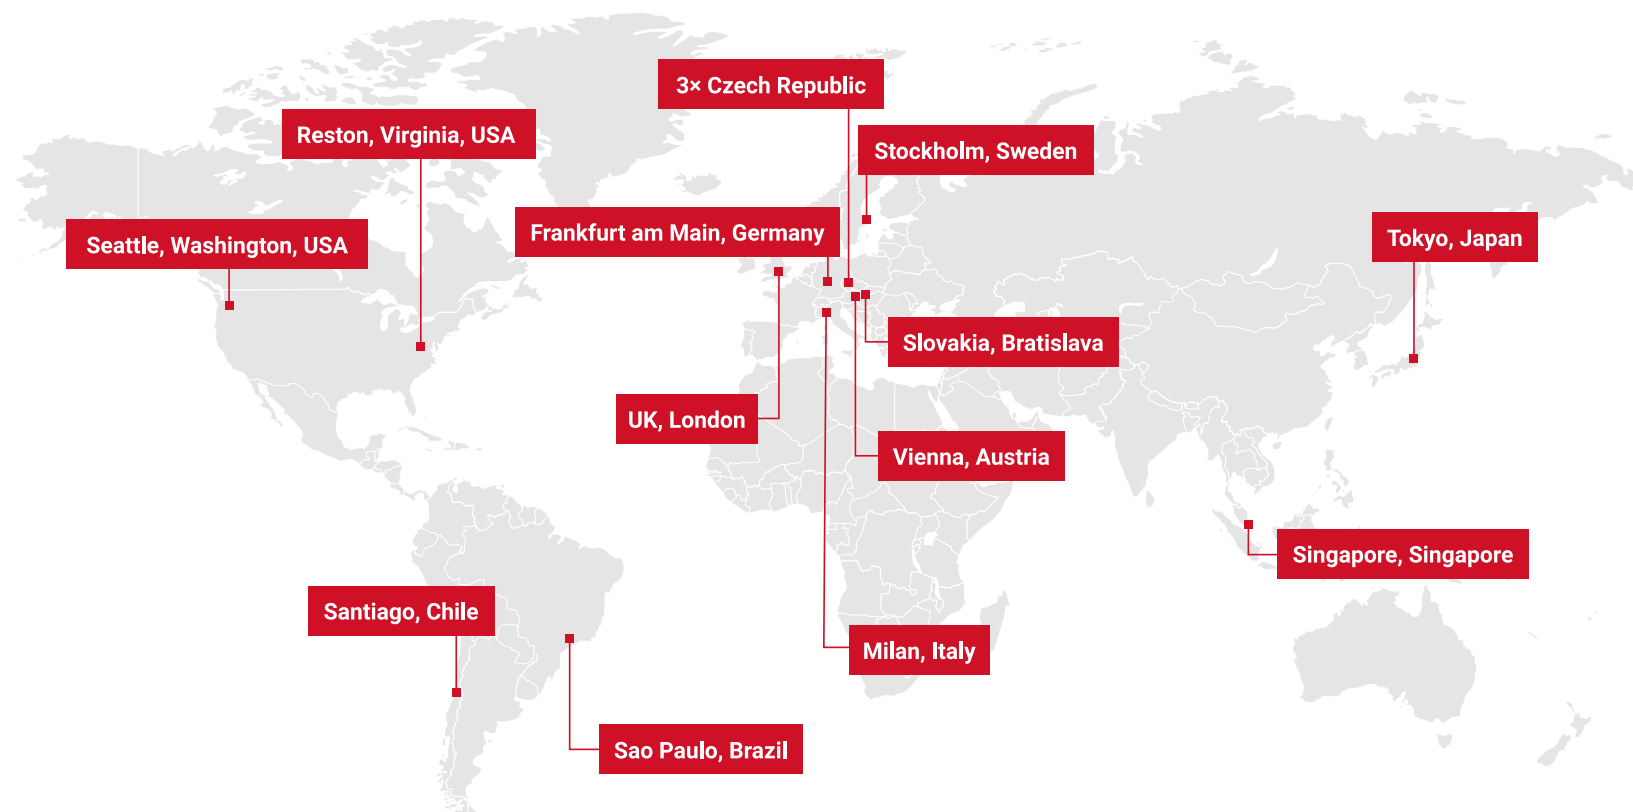 3× Czech Republic
Reston, Virginia, USA
Stockholm, Sweden
Seattle, Washington, USA
Frankfurt am Main, Germany
Tokyo, Japan
Slovakia, Bratislava
UK, London
Vienna, Austria
Singapore, Singapore
Santiago, Chile
Milan, Italy
Sao Paulo, Brazil